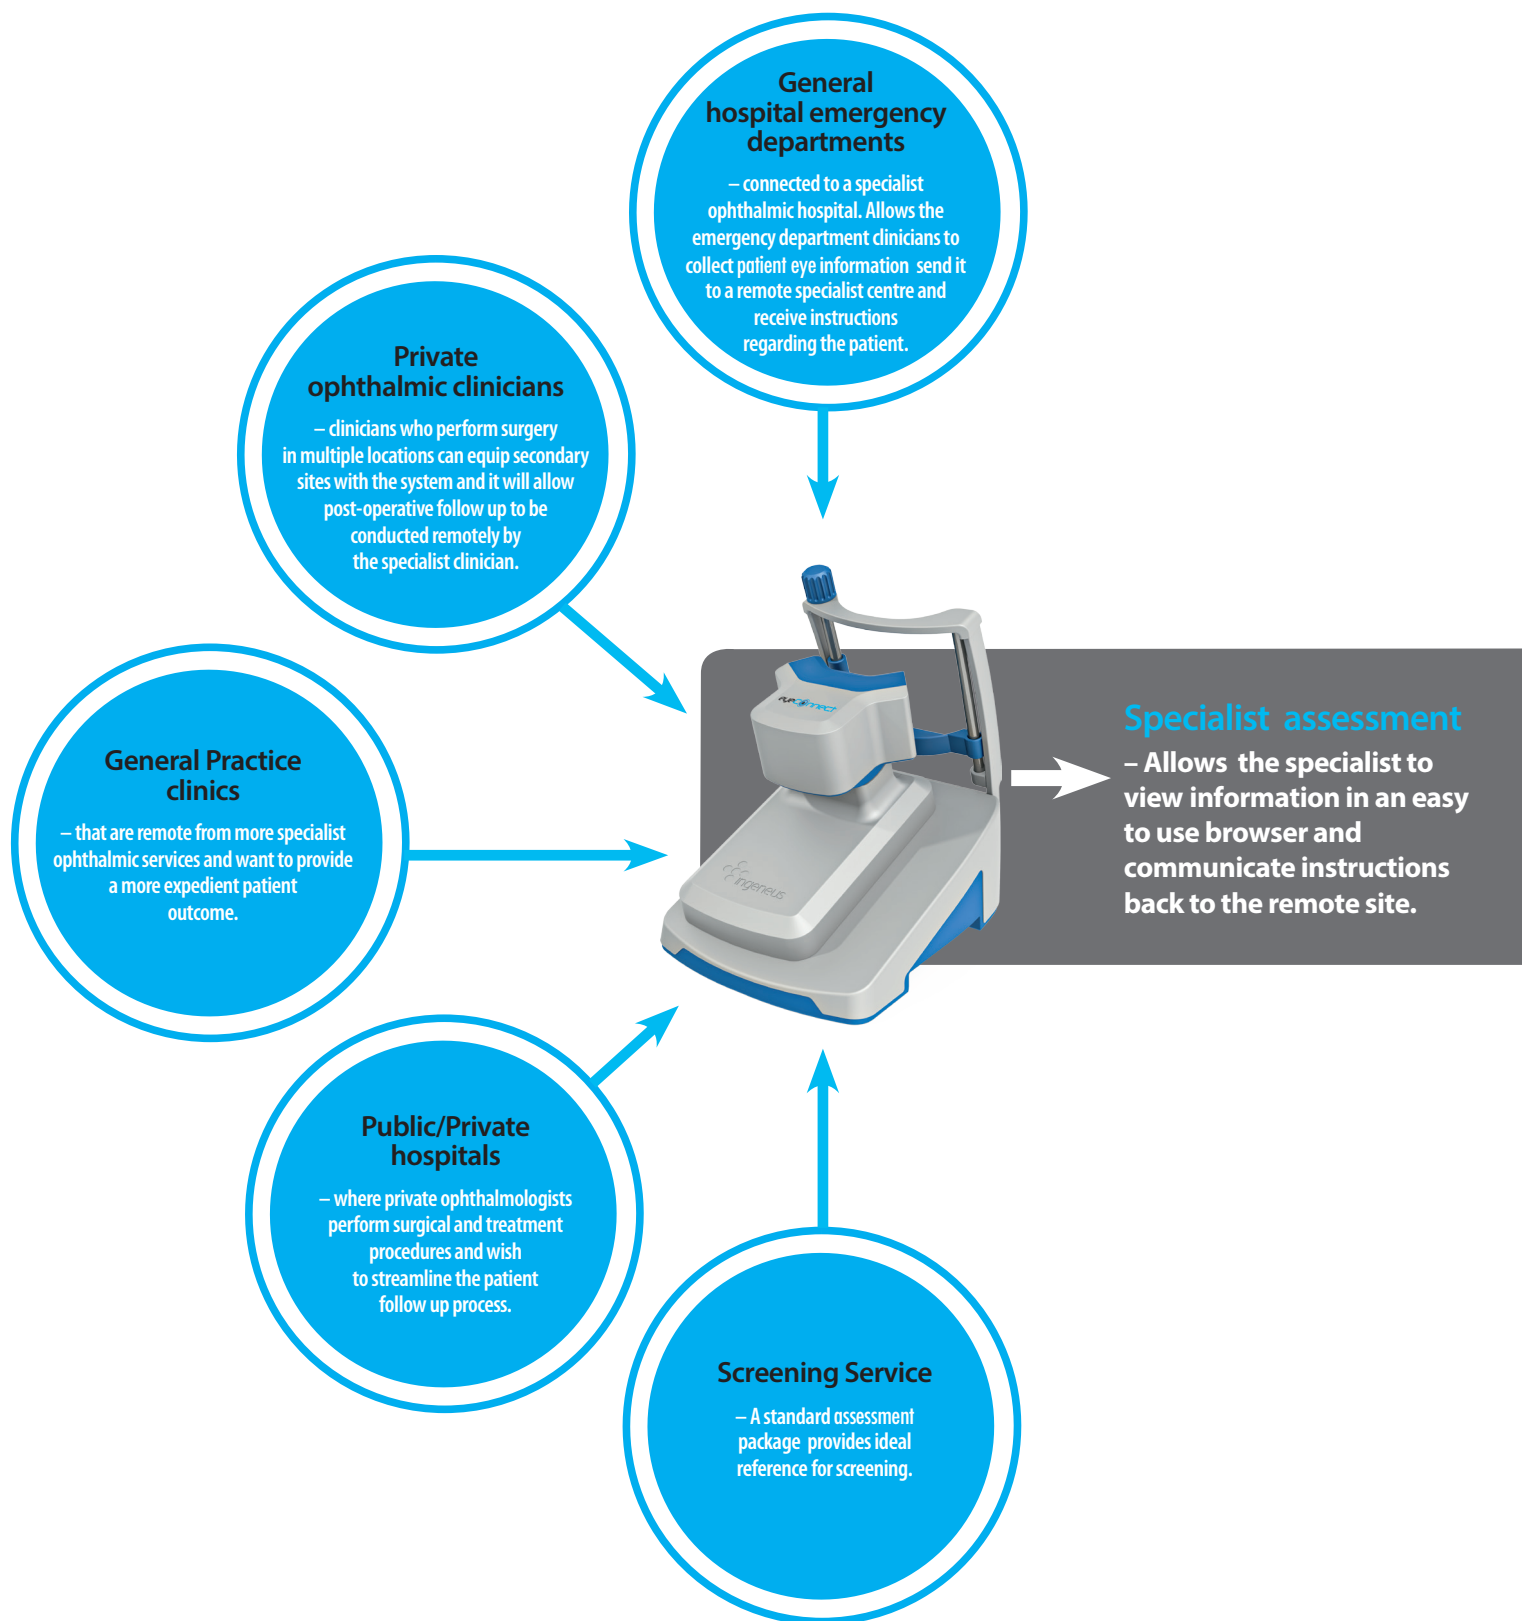 General
hospital emergency
departments
– connected to a specialist
ophthalmic hospital. Allows the
emergency department clinicians to
collect patient eye information  send it
to a remote specialist centre and
receive instructions
regarding the patient.
Private
ophthalmic clinicians
– clinicians who perform surgery
in multiple locations can equip secondary
sites with the system and it will allow
post-operative follow up to be
conducted remotely by
the specialist clinician.
General Practice
clinics
– that are remote from more specialist
ophthalmic services and want to provide
a more expedient patient
outcome.
Public/Private
hospitals
– where private ophthalmologists
perform surgical and treatment
procedures and wish
to streamline the patient
follow up process.
Screening Service
– A standard assessment
package  provides ideal
reference for screening.
eyeConnect
ingeneus
Specialist  assessment
– Allows  the specialist to
view information in an easy
to use browser and
communicate instructions
back to the remote site.